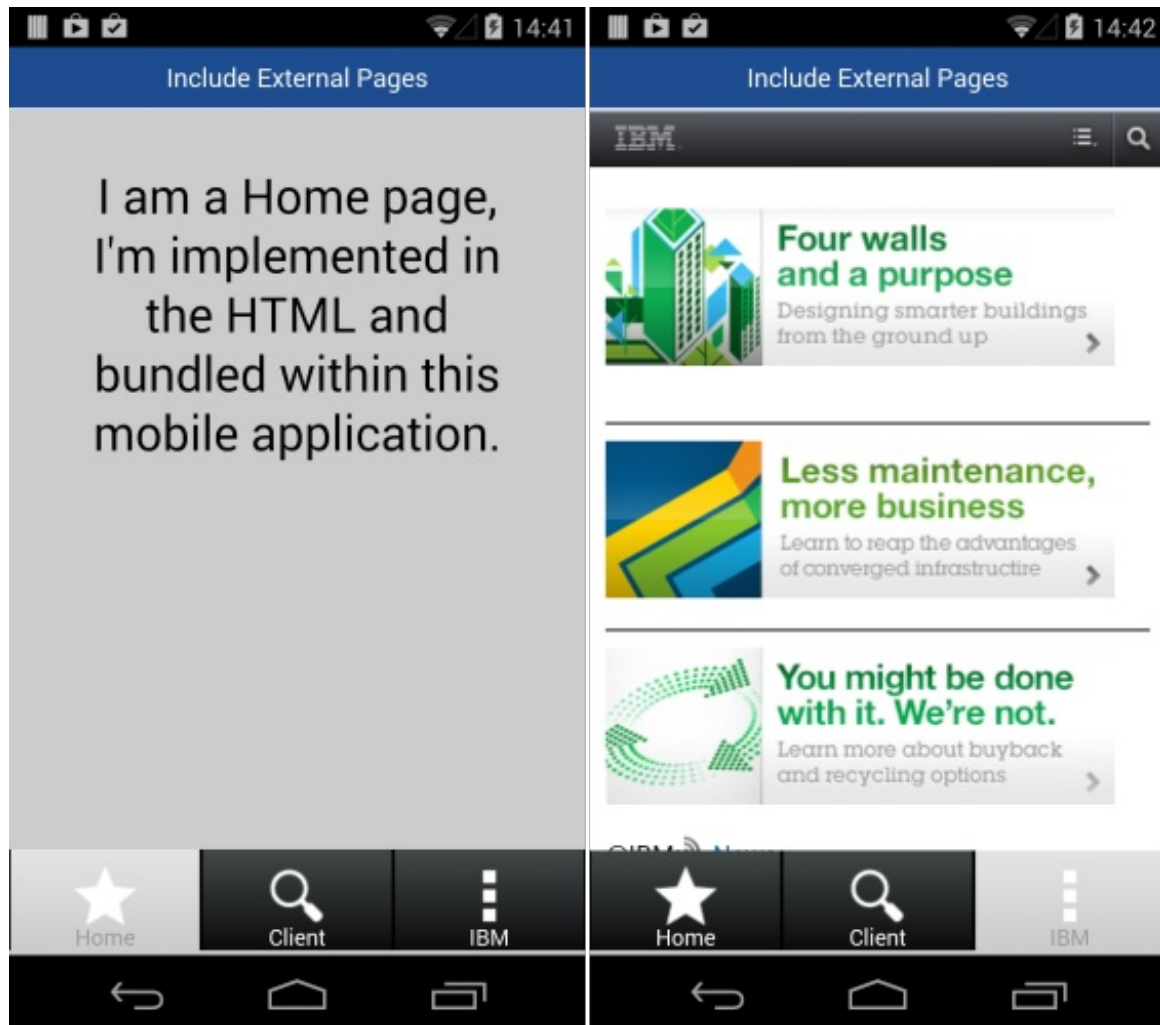 14:41
Include External Pages
I am a Home page,
I'm implemented in
the HTML and
bundled within this
mobile application.
Home
Client
IBM
14:42
Include External Pages
IBM
Four walls
and a purpose
Designing smarter buildings
from the ground up
Less maintenance,
more business
Learn to reap the advantages
of converged infrastructire
You might be done
with it. We're not.
Learn more about buyback
and recycling options
Home
Client
IBM